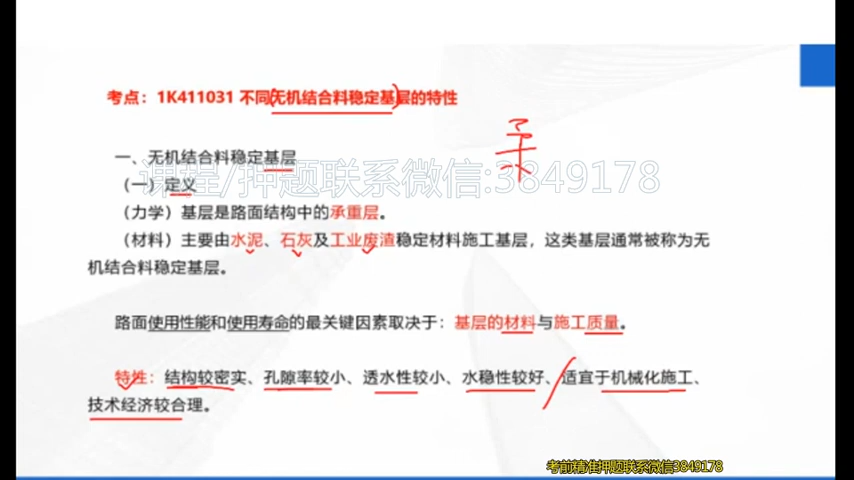 考点：1K411031 不同(无机结合料稳定基)层的特性
柔
一、无机结合料稳定基层
课程/押题联系微信:3849178
（一）定义
（力学）基层是路面结构中的承重层。
（材料）主要由水泥、石灰及工业废渣稳定材料施工基层，这类基层通常被称为无
机结合料稳定基层。
路面使用性能和使用寿命的最关键因素取决于：基层的材料与施工质量。
特性：结构较密实、孔隙率较小、透水性较小、水稳性较好、适宜于机械化施工、
技术经济较合理。
考前精准押题联系微信3849178